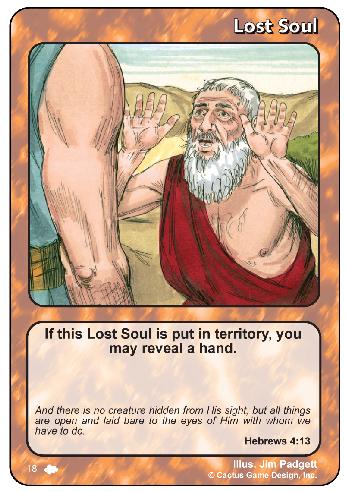 Lost Soul
If this Lost Soul is put in territory, you
may reveal a hand.
And there is no creature hidden from His sight, but all things
are open and laid bare to the eyes of Him with whom we
have to do.
Hebrews 4:13
18
Illus. Jim Padgett
© Cactus Game Design, Inc.